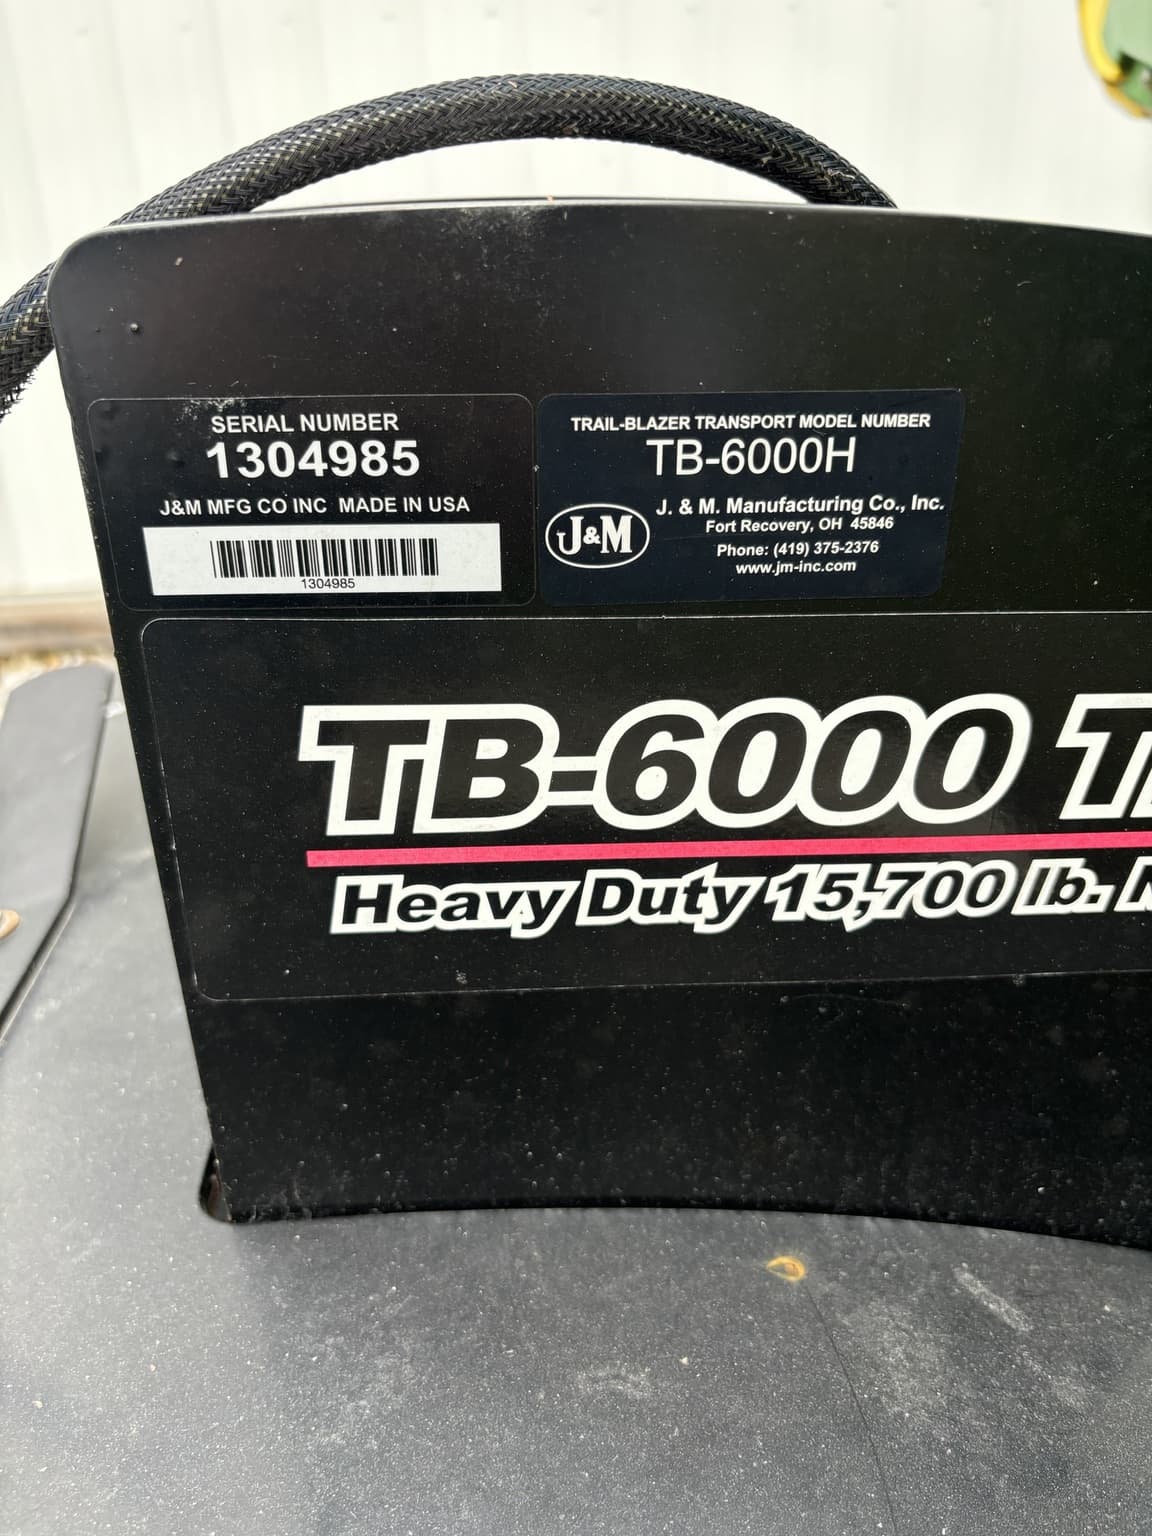 SERIAL NUMBER
1304985
J&M MFG CO INC MADE IN USA
1304985
TRAIL-BLAZER TRANSPORT MODEL NUMBER
TB-6000H
J&M
J. & M. Manufacturing Co., Inc.
Fort Recovery, OH 45846
Phone: (419) 375-2376
www.jm-inc.com
TB-6000
Heavy Duty 15,700 lb.